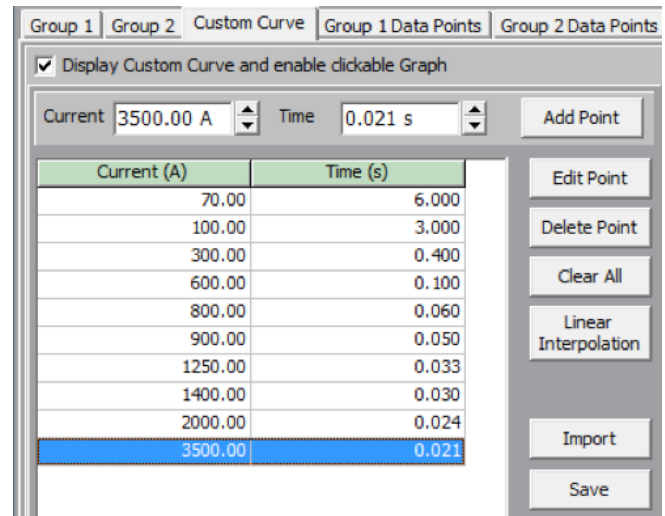 Group 1 Group 2 Custom Curve Group 1 Data Points Group 2 Data Points
Display Custom Curve and enable clickable Graph
Current 3500.00 A Time 0.021 s Add Point
Current (A) Time (s)
70.00 6.000
100.00 3.000
300.00 0.400
600.00 0.100
800.00 0.060
900.00 0.050
1250.00 0.033
1400.00 0.030
2000.00 0.024
3500.00 0.021
Edit Point
Delete Point
Clear All
Linear
Interpolation
Import
Save